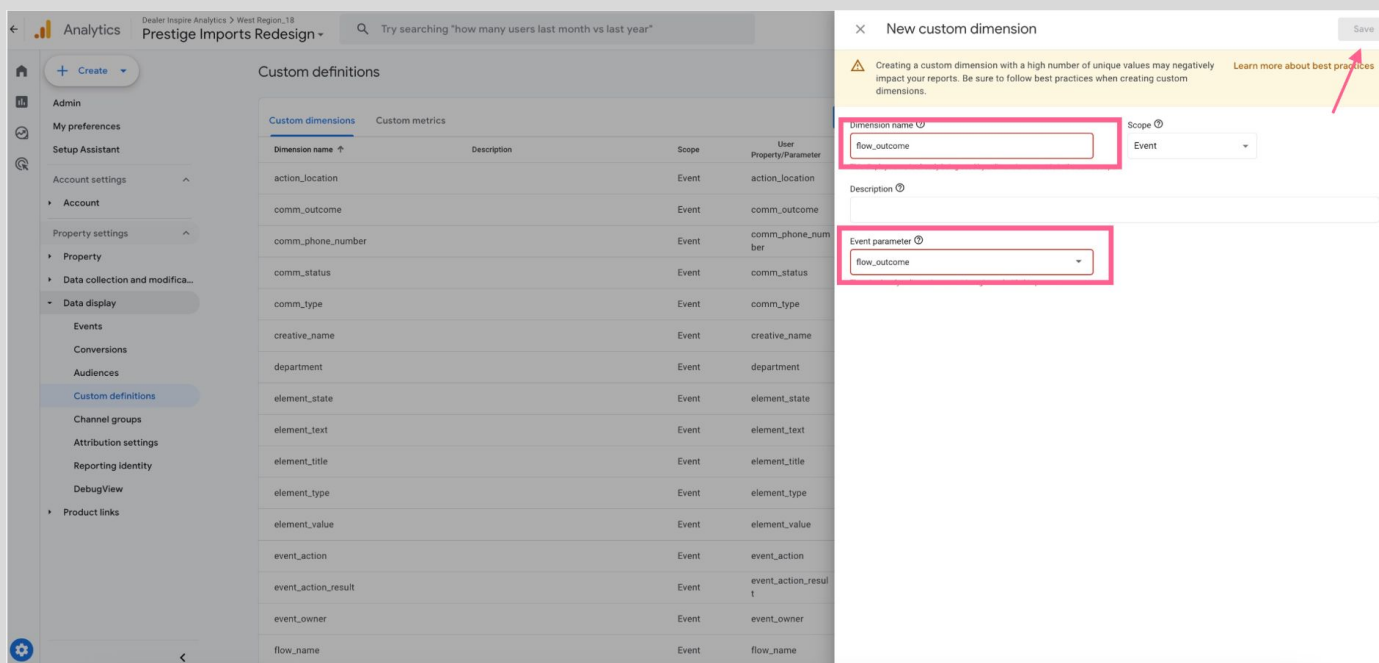 Analytics
Dealer Inspire Analytics > West Region_18
Prestige Imports Redesign
Try searching "how many users last month vs last year"
Create
Admin
My preferences
Setup Assistant
Account settings
Account
Property settings
Property
Data collection and modifica...
Data display
Events
Conversions
Audiences
Custom definitions
Channel groups
Attribution settings
Reporting identity
DebugView
Product links
Custom definitions
Custom dimensions Custom metrics
Dimension name Description Scope User Property/Parameter
action_location Event action_location
comm_outcome Event comm_outcome
comm_phone_number Event comm_phone_num
ber
comm_status Event comm_status
comm_type Event comm_type
creative_name Event creative_name
department Event department
element_state Event element_state
element_text Event element_text
element_title Event element_title
element_type Event element_type
element_value Event element_value
event_action Event event_action
event_action_result Event event_action_resul
t
event_owner Event event_owner
flow_name Event flow_name
New custom dimension
Save
Creating a custom dimension with a high number of unique values may negatively
impact your reports. Be sure to follow best practices when creating custom
dimensions.
Learn more about best practices
Dimension name
flow_outcome
Scope
Event
Description
Event parameter
flow_outcome